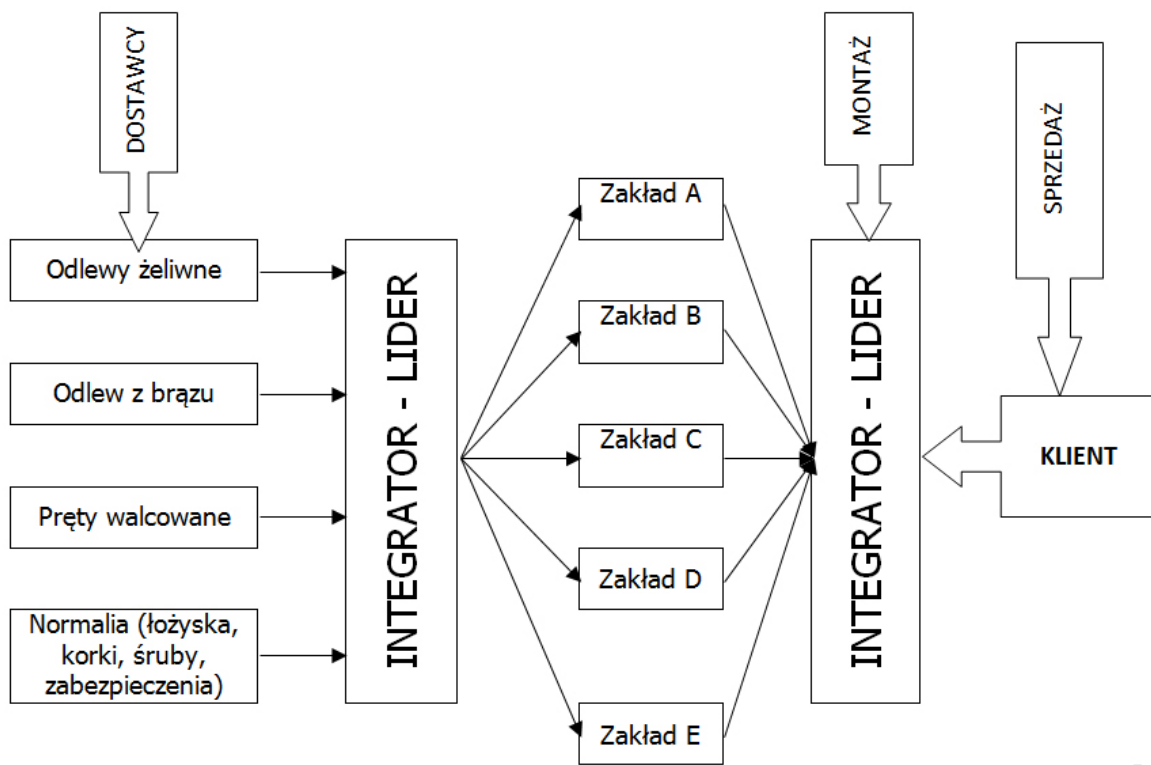 DOSTAWCY
MONTAŻ
SPRZEDAŻ
Odlewy żeliwne
Odlew z brązu
Pręty walcowane
Normalia (łożyska,
korki, śruby,
zabezpieczenia)
INTEGRATOR - LIDER
Zakład A
Zakład B
Zakład C
Zakład D
Zakład E
INTEGRATOR - LIDER
KLIENT